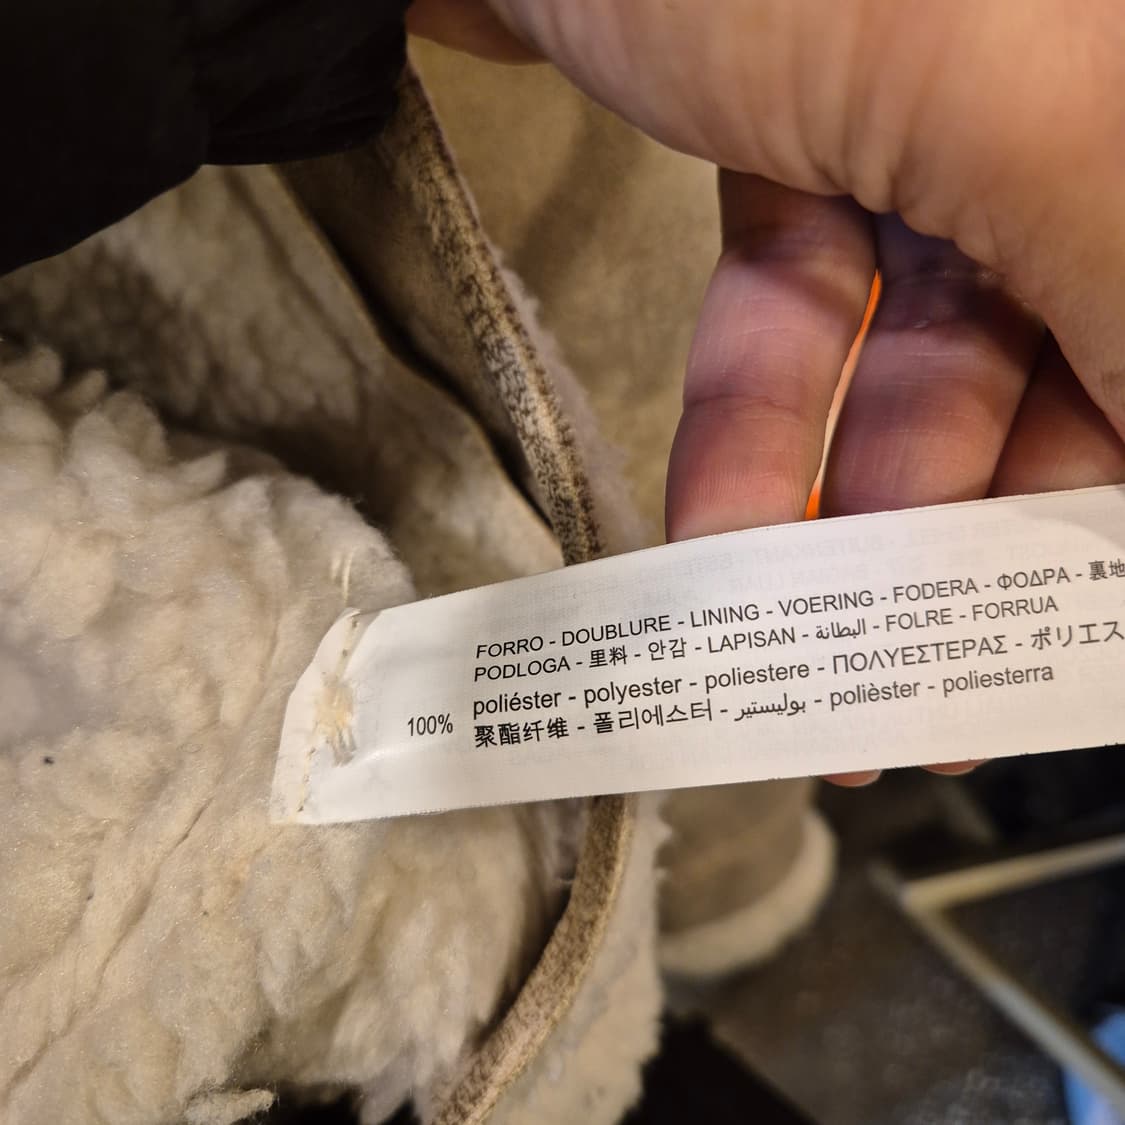 FORRO - DOUBLURE - LINING - VOERING - FODERA - ΦΟΔΡΑ - 裏地
PODLOGA - 里料 - 안감 - LAPISAN - البطانة - FOLRE - FORRUA
100% poliéster - polyester - poliestere - ΠΟΛΥΕΣΤΕΡΑΣ - ポリエス
聚酯纤维 - 폴리에스터 - بوليستير - polièster - poliesterra